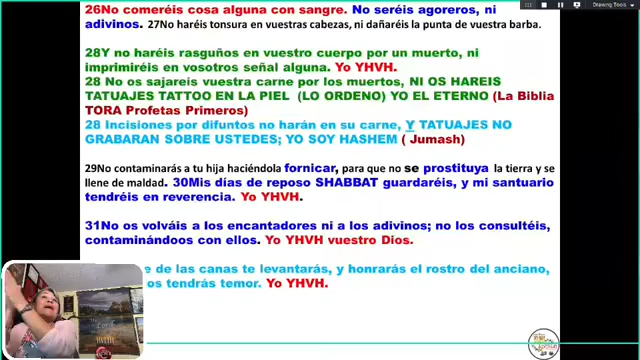 Drawing Tools
26No comeréis cosa alguna con sangre. No seréis agoreros, ni
adivinos. 27No haréis tonsura en vuestras cabezas, ni dañaréis la punta de vuestra barba.
28Y no haréis rasguños en vuestro cuerpo por un muerto, ni
imprimiréis en vosotros señal alguna. Yo YHVH.
28 No os sajareis vuestra carne por los muertos, NI OS HAREIS
TATUAJES TATTOO EN LA PIEL (LO ORDENO) YO EL ETERNO (La Biblia
TORA Profetas Primeros)
28 Incisiones por difuntos no harán en su carne, Y TATUAJES NO
GRABARAN SOBRE USTEDES; YO SOY HASHEM ( Jumash)
29No contaminarás a tu hija haciéndola fornicar, para que no se prostituya la tierra y se
llene de maldad. 30Mis días de reposo SHABBAT guardaréis, y mi santuario
tendréis en reverencia. Yo YHVH.
31No os volváis a los encantadores ni a los adivinos; no los consultéis,
contaminándoos con ellos. Yo YHVH vuestro Dios.
de las canas te levantarás, y honrarás el rostro del anciano,
tendrás temor. Yo YHVH.